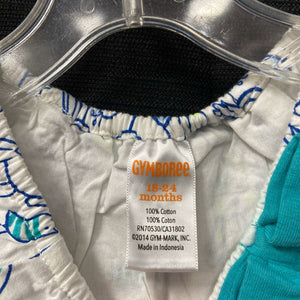 GYMBOREE
18-24
months
100% Cotton
100% Coton
RN70530/CA31802
©2014 GYM-MARK, INC.
Made in Indonesia